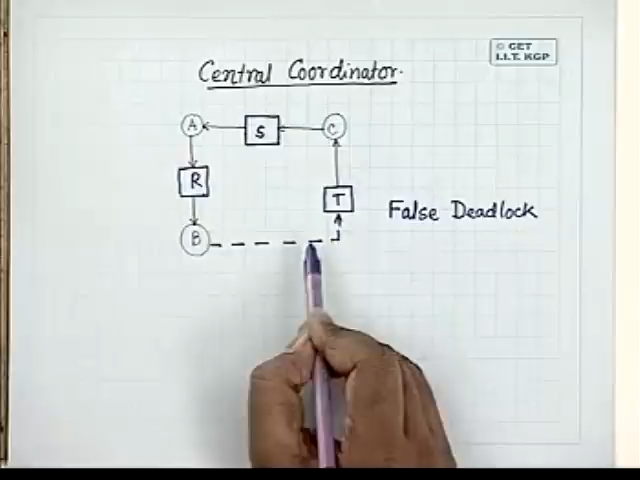 © CET
I.I.T. KGP
Central Coordinator.
A
S
C
R
T
False Deadlock
B